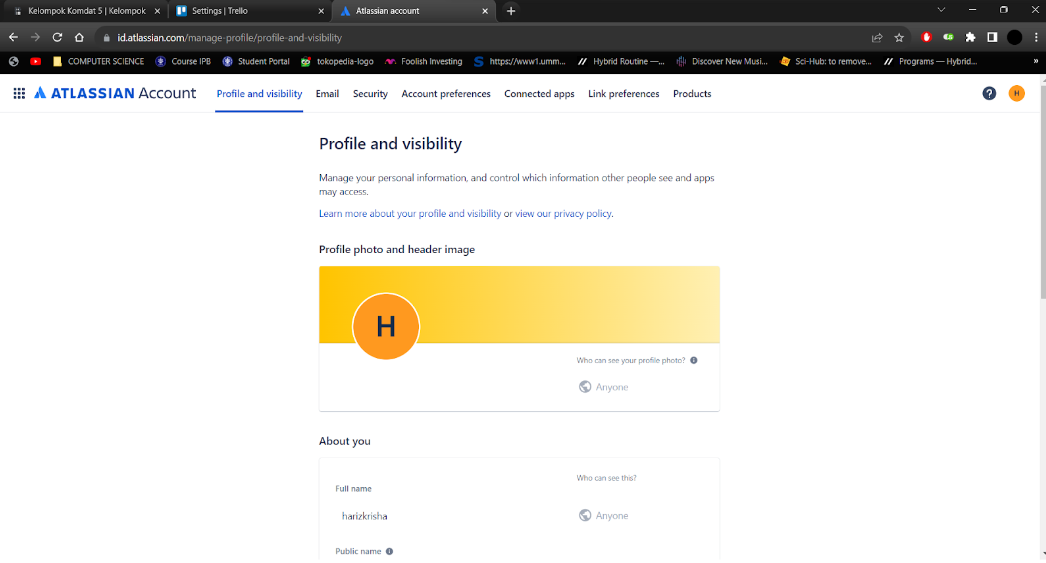 Kelompok Komdat 5 | Kelompok
Settings | Trello
Atlassian account
id.atlassian.com/manage-profile/profile-and-visibility
COMPUTER SCIENCE
Course IPB
Student Portal
tokopedia-logo
Foolish Investing
https://www1.umm...
Hybrid Routine —...
Discover New Musi...
Sci-Hub: to remove...
Programs — Hybrid...
»
ATLASSIAN Account
Profile and visibility
Email
Security
Account preferences
Connected apps
Link preferences
Products
?
H
Profile and visibility
Manage your personal information, and control which information other people see and apps
may access.
Learn more about your profile and visibility or view our privacy policy.
Profile photo and header image
H
Who can see your profile photo?
Anyone
About you
Who can see this?
Full name
harizkrisha
Anyone
Public name